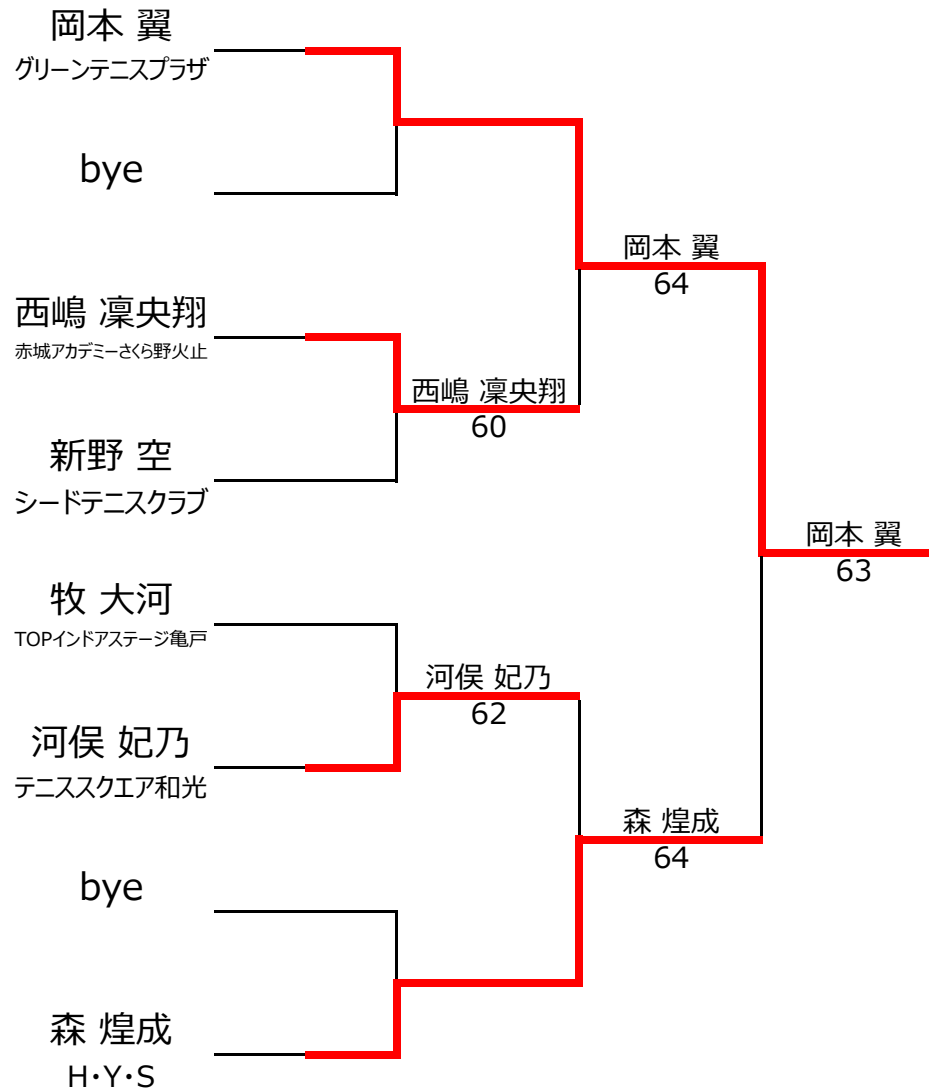 岡本 翼
グリーンテニスプラザ
bye
西嶋 凜央翔
赤城アカデミーさくら野火止
新野 空
シードテニスクラブ
牧 大河
TOPインドアステージ亀戸
河俣 妃乃
テニススクエア和光
bye
森 煌成
H・Y・S
西嶋 凜央翔
60
河俣 妃乃
62
岡本 翼
64
森 煌成
64
岡本 翼
63